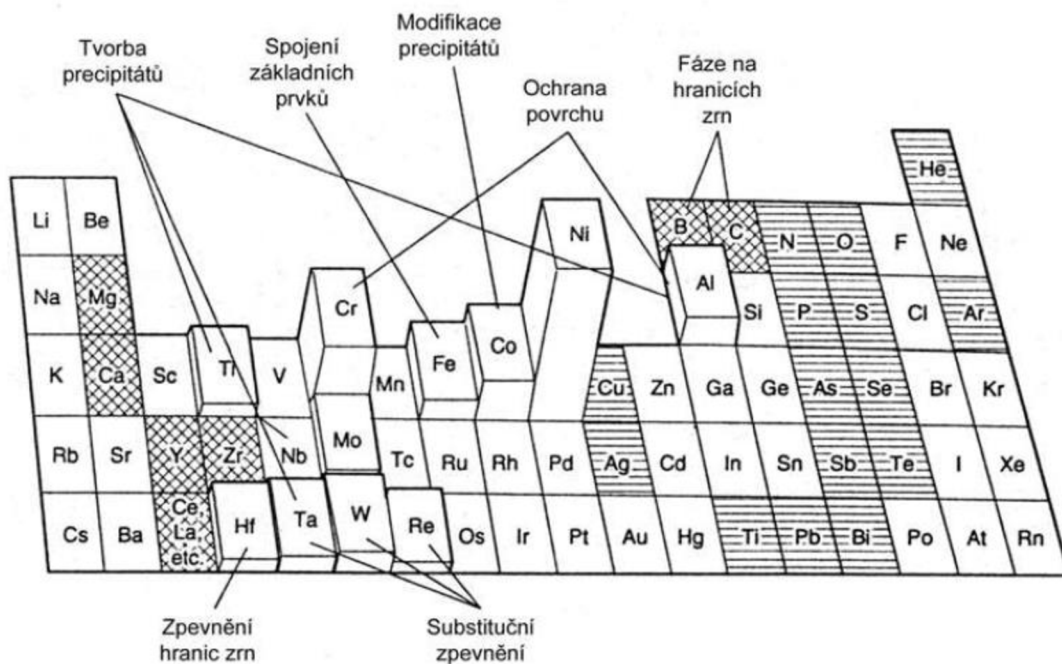 Tvorba
precipitátů
Spojení
základních
prvků
Modifikace
precipitátů
Ochrana
povrchu
Fáze na
hranicích
zrn
He
Li Be B C N O F Ne
Na Mg Al Si P S Cl Ar
K Ca Sc Tl V Cr Mn Fe Co Ni Cu Zn Ga Ge As Se Br Kr
Rb Sr Y Zr Nb Mo Tc Ru Rh Pd Ag Cd In Sn Sb Te I Xe
Cs Ba Ce, La, etc. Hf Ta W Re Os Ir Pt Au Hg Ti Pb Bi Po At Rn
Zpevnění
hranic zrn
Substituční
zpevnění